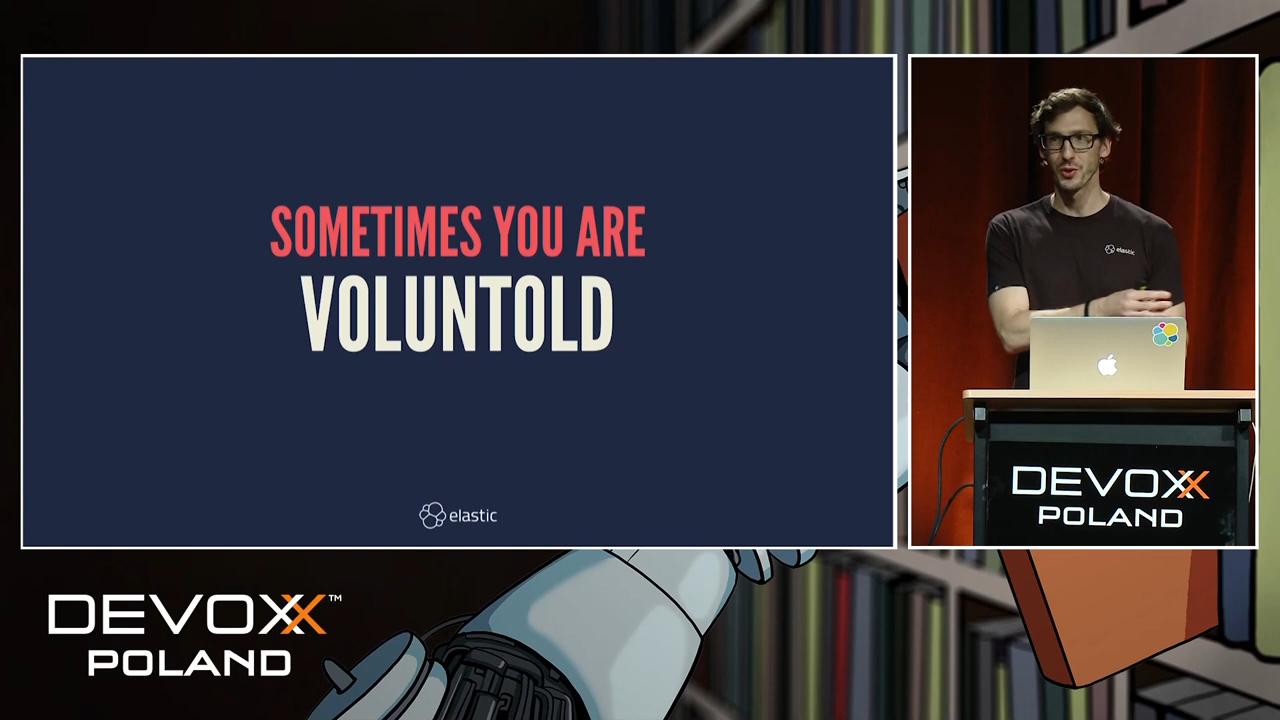 SOMETIMES YOU ARE
VOLUNTOLD
elastic
elastic
DEVOXX
POLAND
DEVOXX™
POLAND